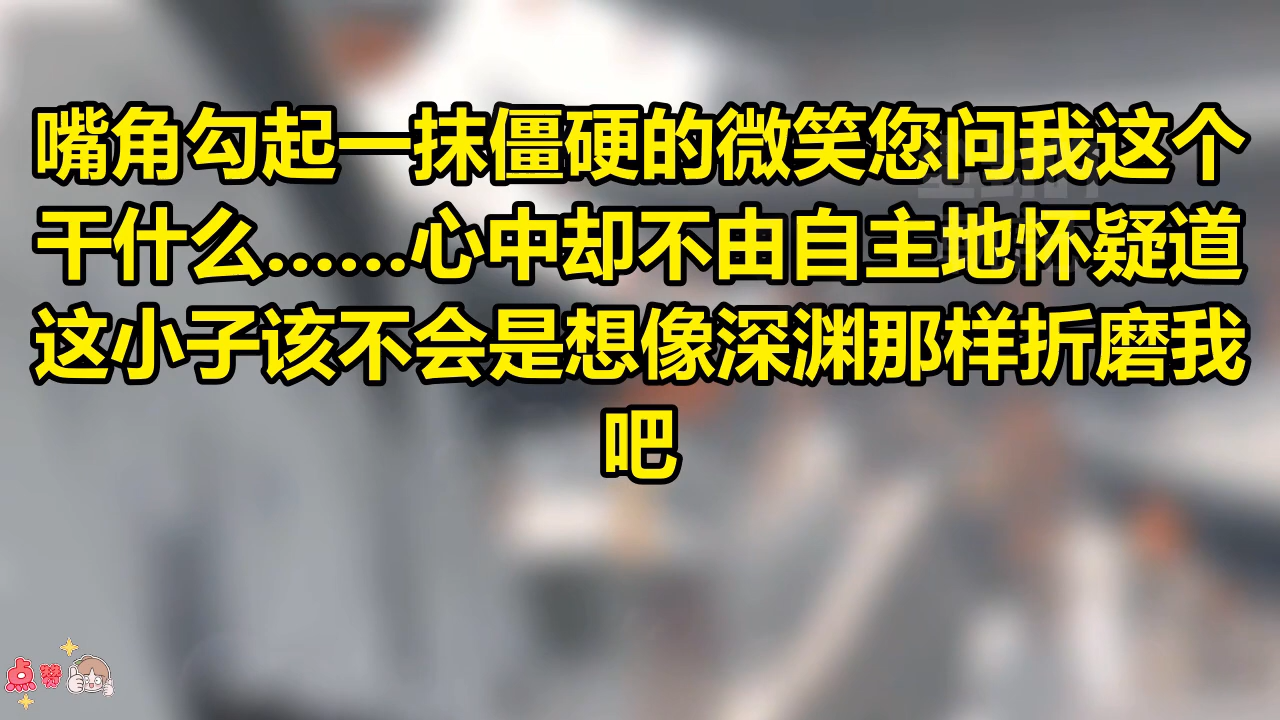 嘴角勾起一抹僵硬的微笑您问我这个
干什么......心中却不由自主地怀疑道
这小子该不会是想像深渊那样折磨我
吧
点赞